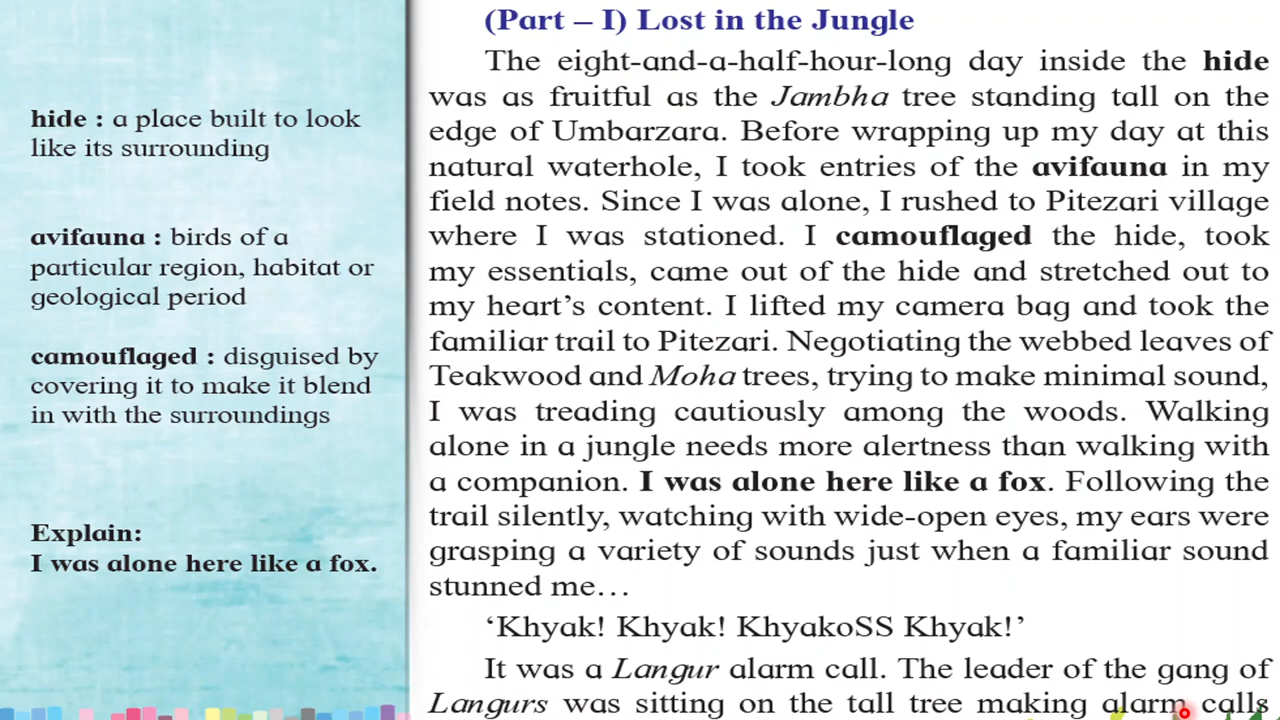 (Part – I) Lost in the Jungle
hide : a place built to look
like its surrounding
avifauna : birds of a
particular region, habitat or
geological period
camouflaged : disguised by
covering it to make it blend
in with the surroundings
Explain:
I was alone here like a fox.
The eight-and-a-half-hour-long day inside the hide
was as fruitful as the Jambha tree standing tall on the
edge of Umbarzara. Before wrapping up my day at this
natural waterhole, I took entries of the avifauna in my
field notes. Since I was alone, I rushed to Pitezari village
where I was stationed. I camouflaged the hide, took
my essentials, came out of the hide and stretched out to
my heart’s content. I lifted my camera bag and took the
familiar trail to Pitezari. Negotiating the webbed leaves of
Teakwood and Moha trees, trying to make minimal sound,
I was treading cautiously among the woods. Walking
alone in a jungle needs more alertness than walking with
a companion. I was alone here like a fox. Following the
trail silently, watching with wide-open eyes, my ears were
grasping a variety of sounds just when a familiar sound
stunned me…
‘Khyak! Khyak! KhyakoSS Khyak!’
It was a Langur alarm call. The leader of the gang of
Langurs was sitting on the tall tree making alarm calls